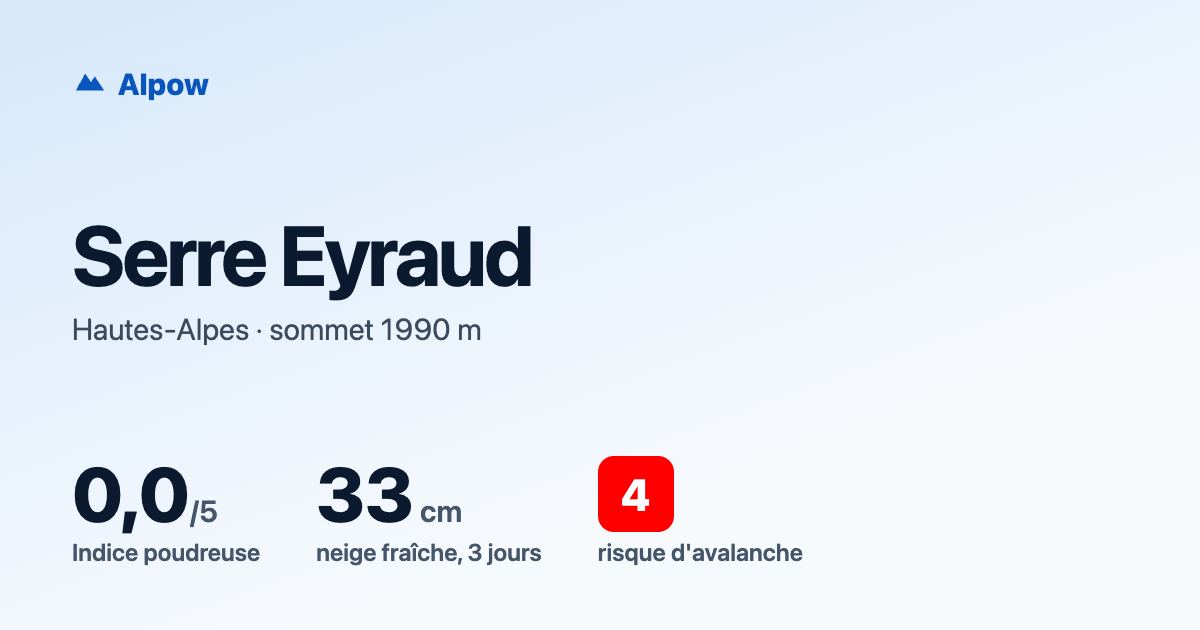 Alpow
Serre Eyraud
Hautes-Alpes · sommet 1990 m
0,0/5
Indice poudreuse
33 cm
neige fraîche, 3 jours
4
risque d'avalanche